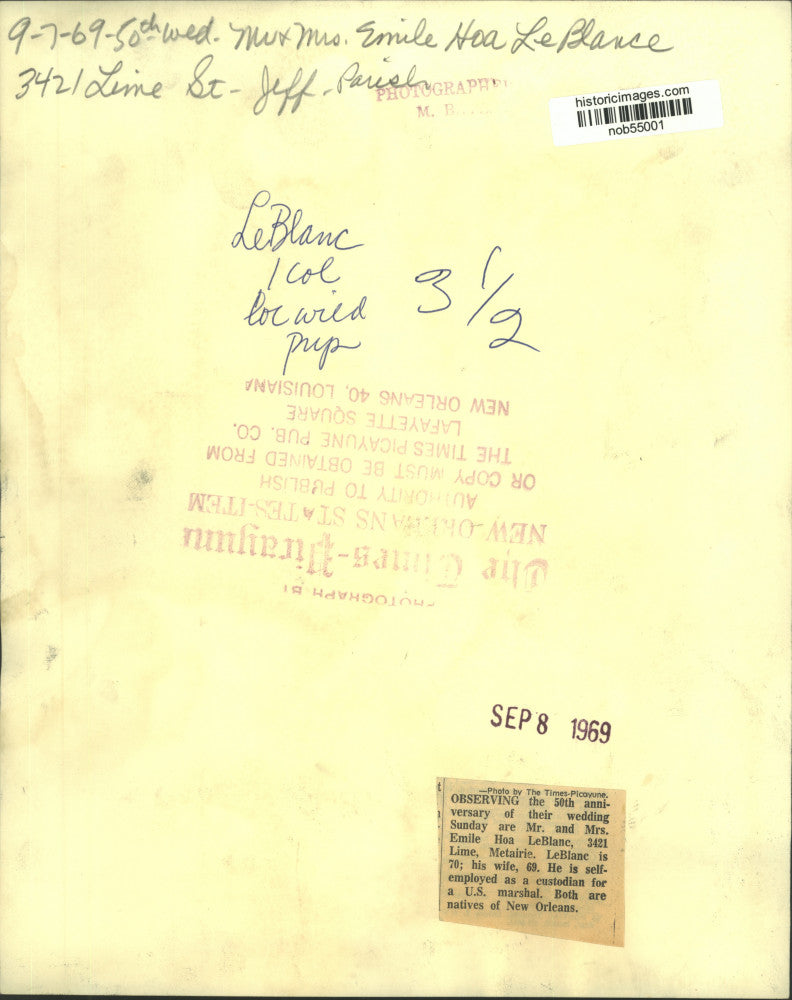 9-7-69-50th wed. Mr & Mrs. Emile Hoa LeBlance
3421 Lime St- Jeff. Parish
PHOTOGRAPHE
M. B
historicimages.com
nob55001
LeBlanc
1 col
loc wied
prep
3 1/2
NEW ORLEANS 40, LOUISIANA
LAFAYETTE SQUARE
THE TIMES PICAYUNE PUB. CO.
OR COPY MUST BE OBTAINED FROM
AUTHORITY TO PUBLISH
NEW ORLEANS STATES-ITEM
The Times-Picayune
PHOTOGRAPH BY
SEP 8 1969
—Photo by The Times-Picayune.
OBSERVING the 50th anni-
versary of their wedding
Sunday are Mr. and Mrs.
Emile Hoa LeBlanc, 3421
Lime, Metairie. LeBlanc is
70; his wife, 69. He is self-
employed as a custodian for
a U.S. marshal. Both are
natives of New Orleans.